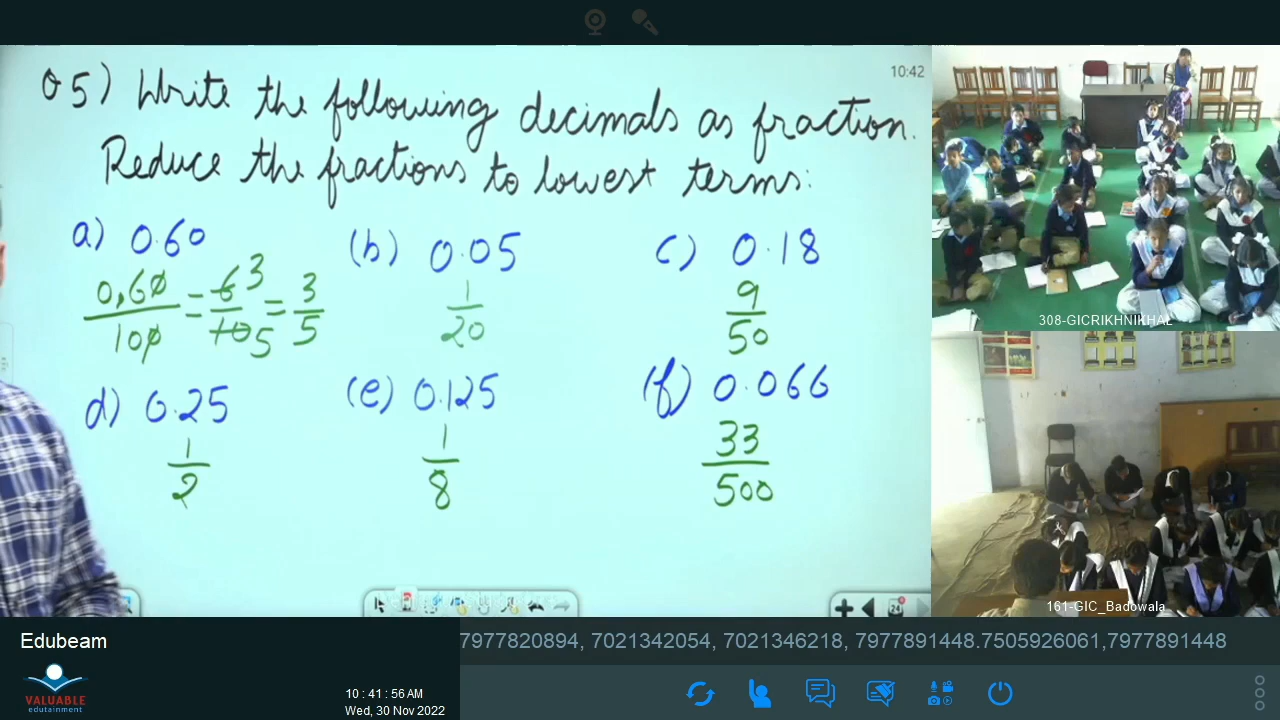 10:42
Q5) Write the following decimals as fraction.
Reduce the fractions to lowest terms:
a) 0.60
0,60/100 = 6/10 3/5 = 3/5
(b) 0.05
1/20
c) 0.18
9/50
d) 0.25
1/2
(e) 0.125
1/8
(f) 0.066
33/500
308-GICRIKHNIKHAL
161-GIC_Badowala
24
Edubeam
7977820894, 7021342054, 7021346218, 7977891448.7505926061,7977891448
VALUABLE
edutainment
10 : 41 : 56 AM
Wed, 30 Nov 2022